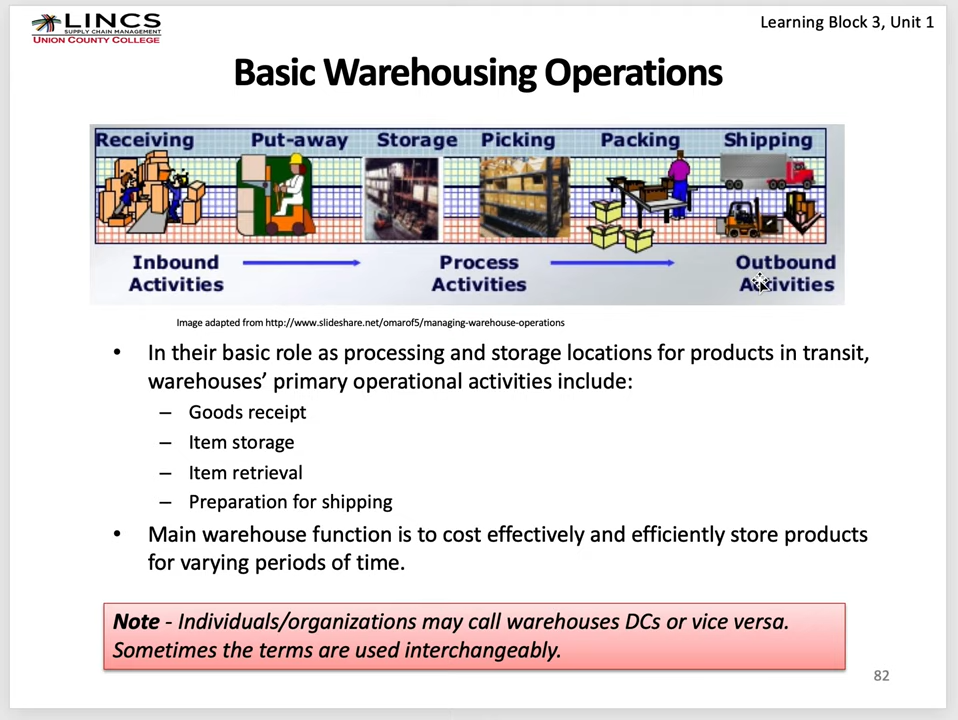 LINCS
SUPPLY CHAIN MANAGEMENT
UNION COUNTY COLLEGE
Learning Block 3, Unit 1
Basic Warehousing Operations
Receiving Put-away Storage Picking Packing Shipping
Inbound Activities
Process Activities
Outbound Activities
Image adapted from http://www.slideshare.net/omarof5/managing-warehouse-operations
• In their basic role as processing and storage locations for products in transit,
warehouses’ primary operational activities include:
– Goods receipt
– Item storage
– Item retrieval
– Preparation for shipping
• Main warehouse function is to cost effectively and efficiently store products
for varying periods of time.
Note - Individuals/organizations may call warehouses DCs or vice versa.
Sometimes the terms are used interchangeably.
82